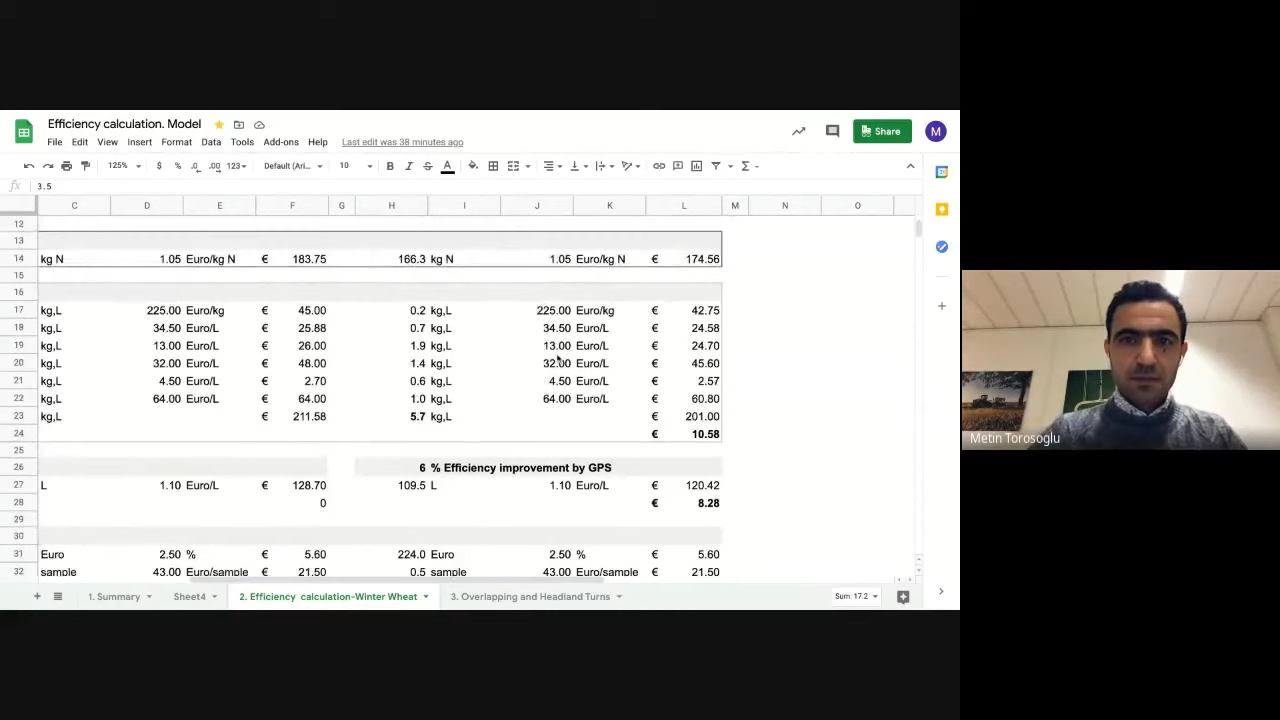 Efficiency calculation. Model
File Edit View Insert Format Data Tools Add-ons Help Last edit was 38 minutes ago
Share M
125% $ % .0 .00 123 Default (Ari... 10 B I S A Σ
fx 3.5
C D E F G H I J K L M N O
12
13
14 kg N 1.05 Euro/kg N € 183.75 166.3 kg N 1.05 Euro/kg N € 174.56
15
16
17 kg,L 225.00 Euro/kg € 45.00 0.2 kg,L 225.00 Euro/kg € 42.75
18 kg,L 34.50 Euro/L € 25.88 0.7 kg,L 34.50 Euro/L € 24.58
19 kg,L 13.00 Euro/L € 26.00 1.9 kg,L 13.00 Euro/L € 24.70
20 kg,L 32.00 Euro/L € 48.00 1.4 kg,L 32.00 Euro/L € 45.60
21 kg,L 4.50 Euro/L € 2.70 0.6 kg,L 4.50 Euro/L € 2.57
22 kg,L 64.00 Euro/L € 64.00 1.0 kg,L 64.00 Euro/L € 60.80
23 kg,L € 211.58 5.7 kg,L € 201.00
24 € 10.58
25
26 6 % Efficiency improvement by GPS
27 L 1.10 Euro/L € 128.70 109.5 L 1.10 Euro/L € 120.42
28 0 € 8.28
29
30
31 Euro 2.50 % € 5.60 224.0 Euro 2.50 % € 5.60
32 sample 43.00 Euro/sample € 21.50 0.5 sample 43.00 Euro/sample € 21.50
1. Summary Sheet4 2. Efficiency calculation-Winter Wheat 3. Overlapping and Headland Turns Sum: 17.2
Metin Torosoglu